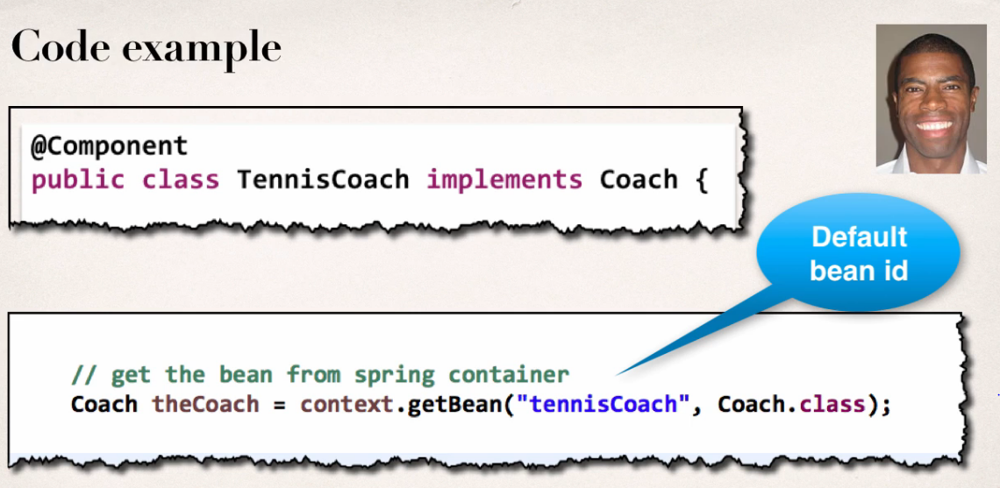 Code example
@Component
public class TennisCoach implements Coach {
Default
bean id
// get the bean from spring container
Coach theCoach = context.getBean("tennisCoach", Coach.class);